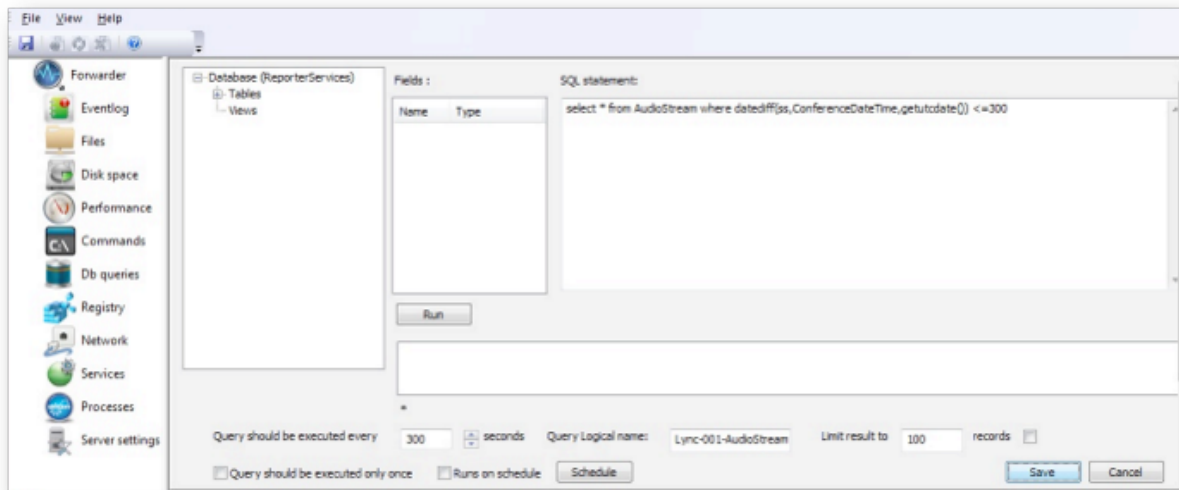 File View Help
Forwarder
Eventlog
Files
Disk space
Performance
Commands
Db queries
Registry
Network
Services
Processes
Server settings
Database (ReporterServices)
Tables
Views
Fields :
Name Type
SQL statement:
select * from AudioStream where datediff(ss,ConferenceDateTime,getutcdate()) <=300
Run
*
Query should be executed every 300 seconds Query Logical name: Lync-001-AudioStream Limit result to 100 records
Query should be executed only once Runs on schedule Schedule Save Cancel